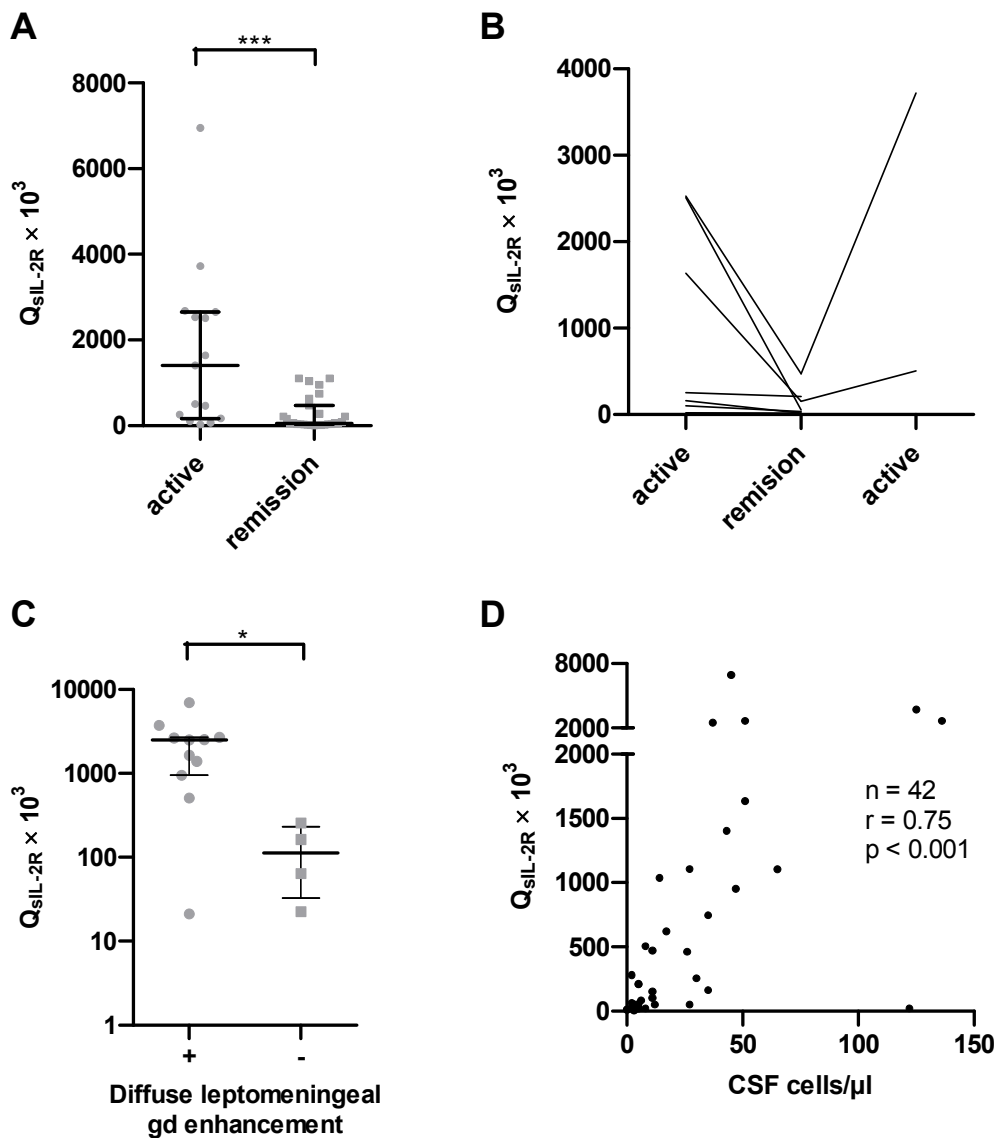 A
***
8000
6000
4000
2000
0
QsIL-2R × 10³
active
remission
B
4000
3000
2000
1000
0
QsIL-2R × 10³
active
remision
active
C
*
10000
1000
100
10
1
QsIL-2R × 10³
+
-
Diffuse leptomeningeal
gd enhancement
D
8000
2000
2000
1500
1000
500
0
QsIL-2R × 10³
n = 42
r = 0.75
p < 0.001
0
50
100
150
CSF cells/µl